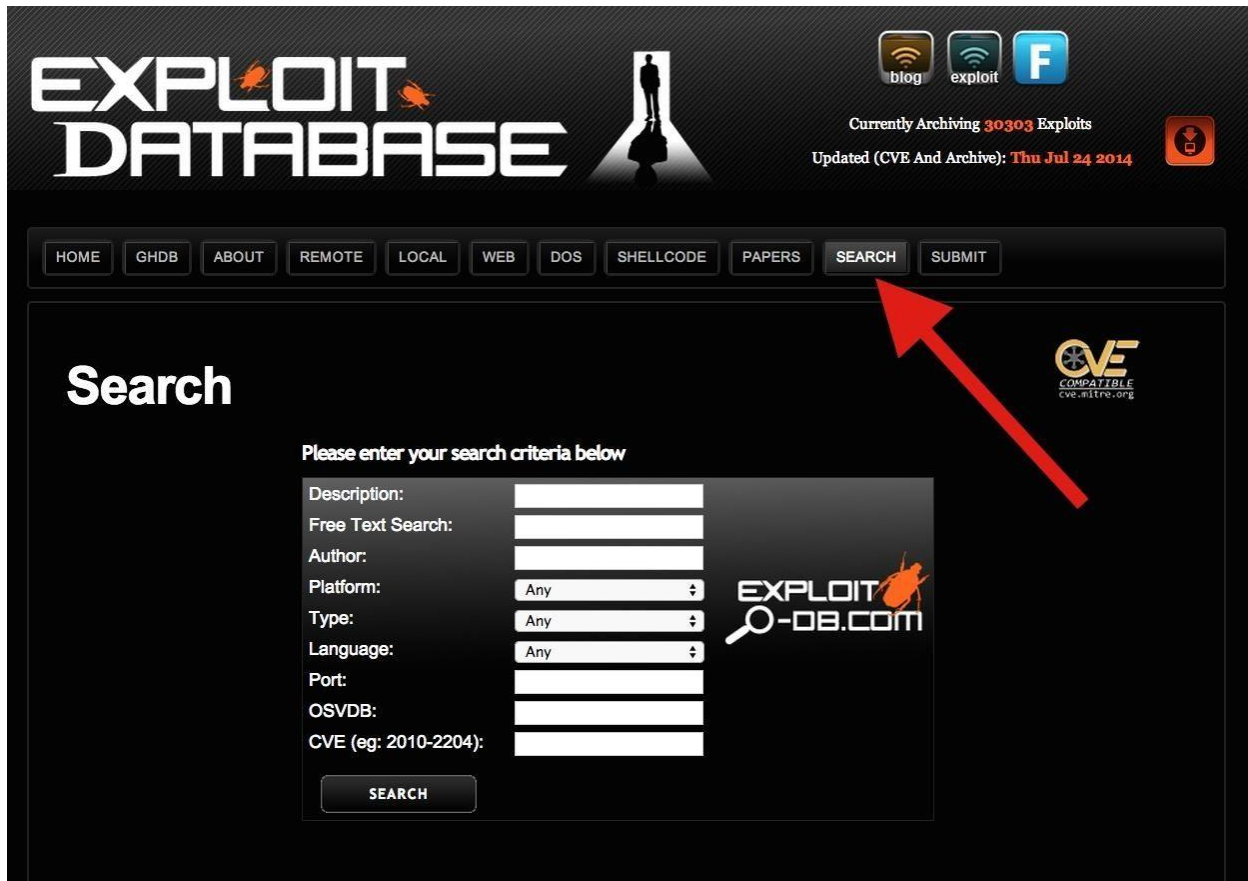 EXPLOIT
DATABASE
blog
exploit
F
Currently Archiving 30303 Exploits
Updated (CVE And Archive): Thu Jul 24 2014
HOME
GHDB
ABOUT
REMOTE
LOCAL
WEB
DOS
SHELLCODE
PAPERS
SEARCH
SUBMIT
Search
CVE
COMPATIBLE
cve.mitre.org
Please enter your search criteria below
Description:
Free Text Search:
Author:
Platform: Any
Type: Any
Language: Any
Port:
OSVDB:
CVE (eg: 2010-2204):
EXPLOIT
-DB.COM
SEARCH